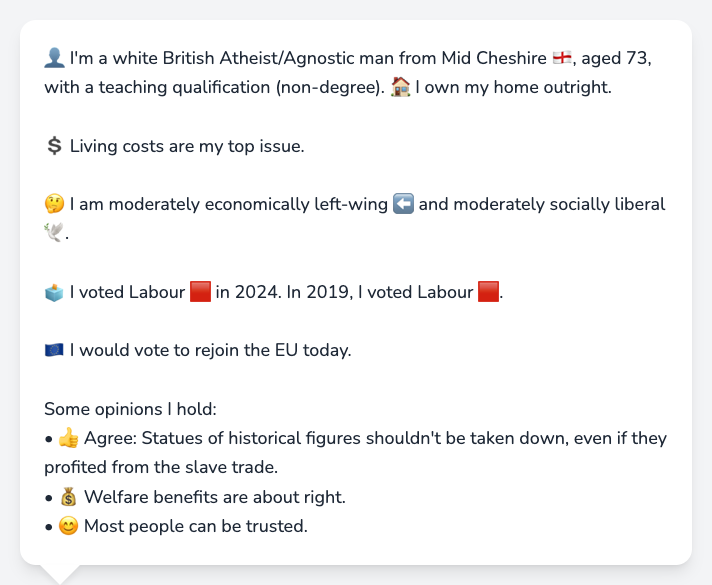 👤 I'm a white British Atheist/Agnostic man from Mid Cheshire 🏴󠁧󠁢󠁥󠁮󠁧󠁿, aged 73,
with a teaching qualification (non-degree). 🏠 I own my home outright.
💲 Living costs are my top issue.
🤔 I am moderately economically left-wing ⬅️ and moderately socially liberal
🕊️.
🗳️ I voted Labour 🟥 in 2024. In 2019, I voted Labour 🟥.
🇪🇺 I would vote to rejoin the EU today.
Some opinions I hold:
• 👍 Agree: Statues of historical figures shouldn't be taken down, even if they
profited from the slave trade.
• 💰 Welfare benefits are about right.
• 😊 Most people can be trusted.